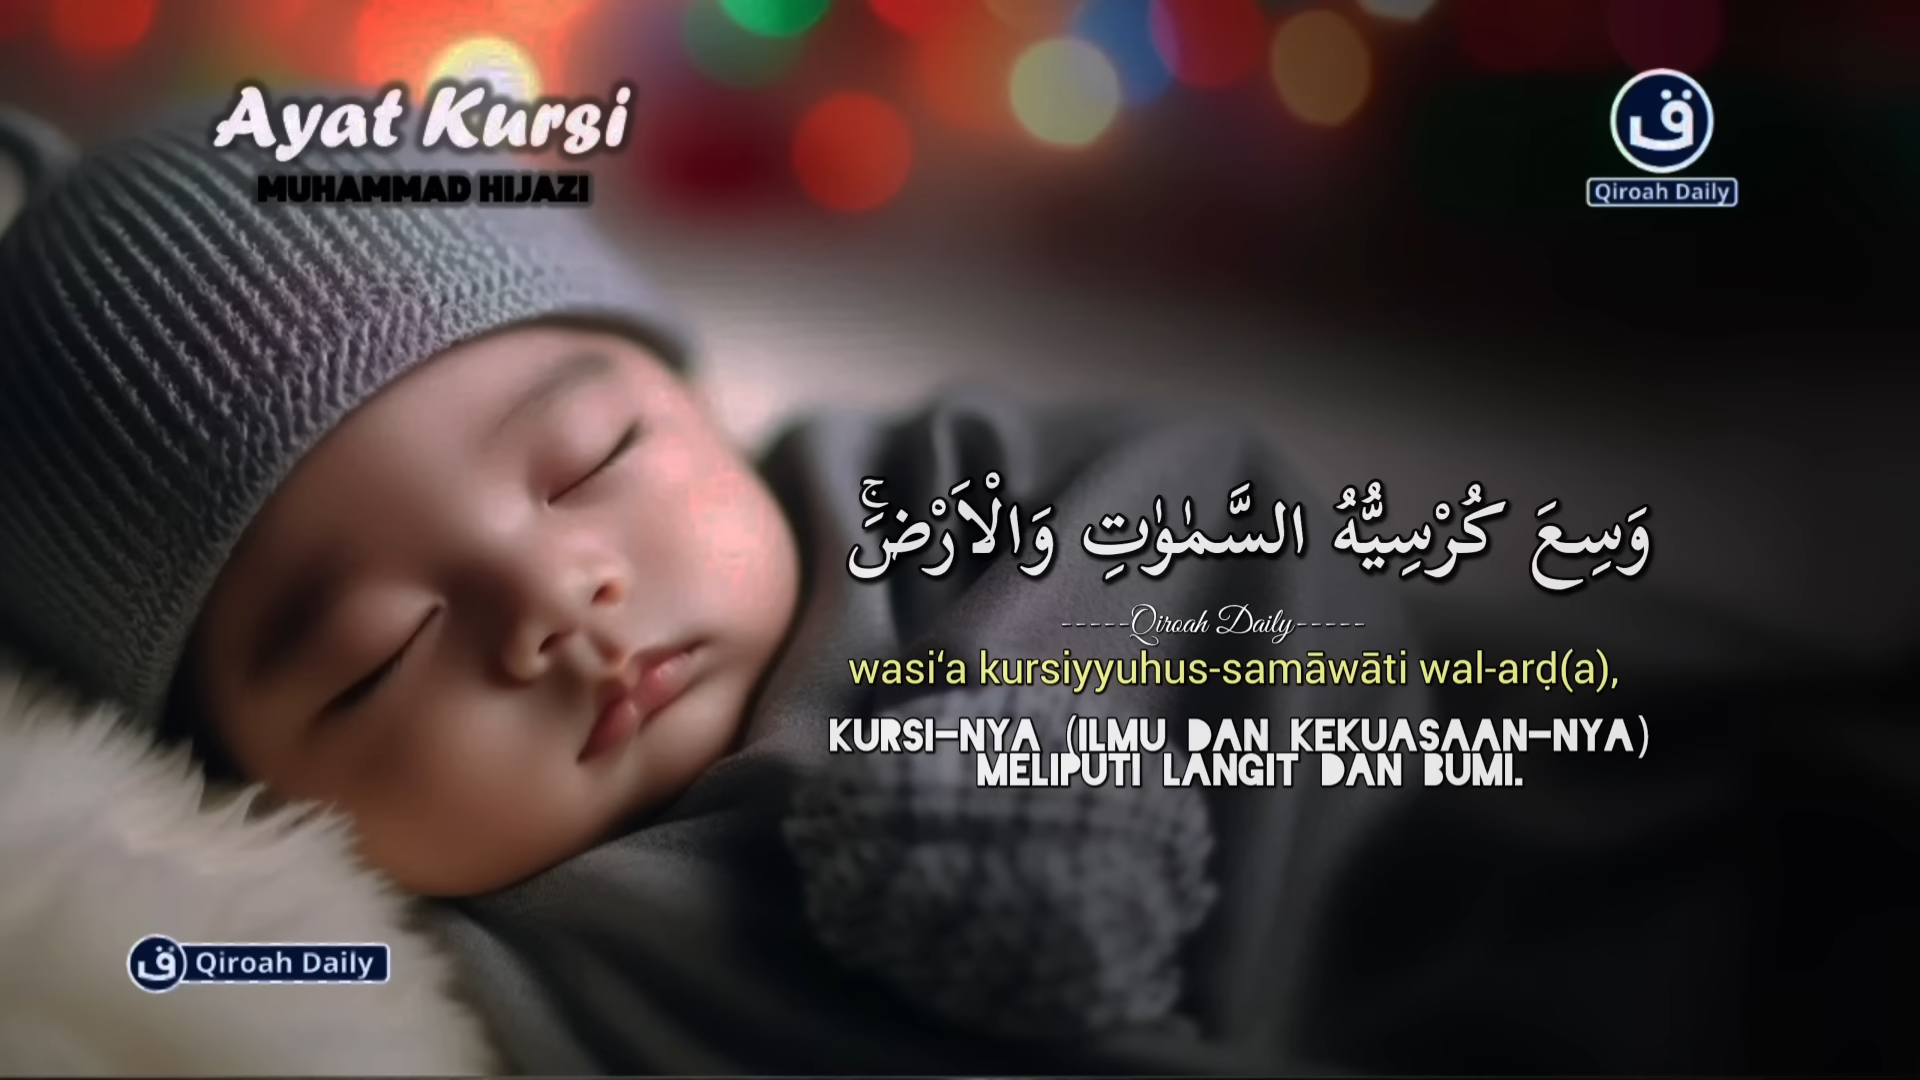 Ayat Kursi
MUHAMMAD HIJAZI
ق
Qiroah Daily
وَسِعَ كُرْسِيُّهُ السَّمٰوٰتِ وَالْاَرْضَۚ
-----Qiroah Daily-----
wasi‘a kursiyyuhus-samāwāti wal-arḍ(a),
KURSI-NYA (ILMU DAN KEKUASAAN-NYA)
MELIPUTI LANGIT DAN BUMI.
ق Qiroah Daily